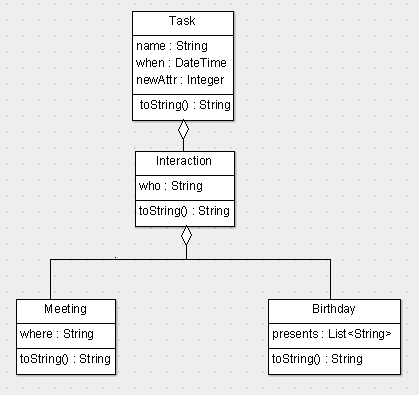 Task
name : String
when : DateTime
newAttr : Integer
toString() : String
Interaction
who : String
toString() : String
Meeting
where : String
toString() : String
Birthday
presents : List<String>
toString() : String